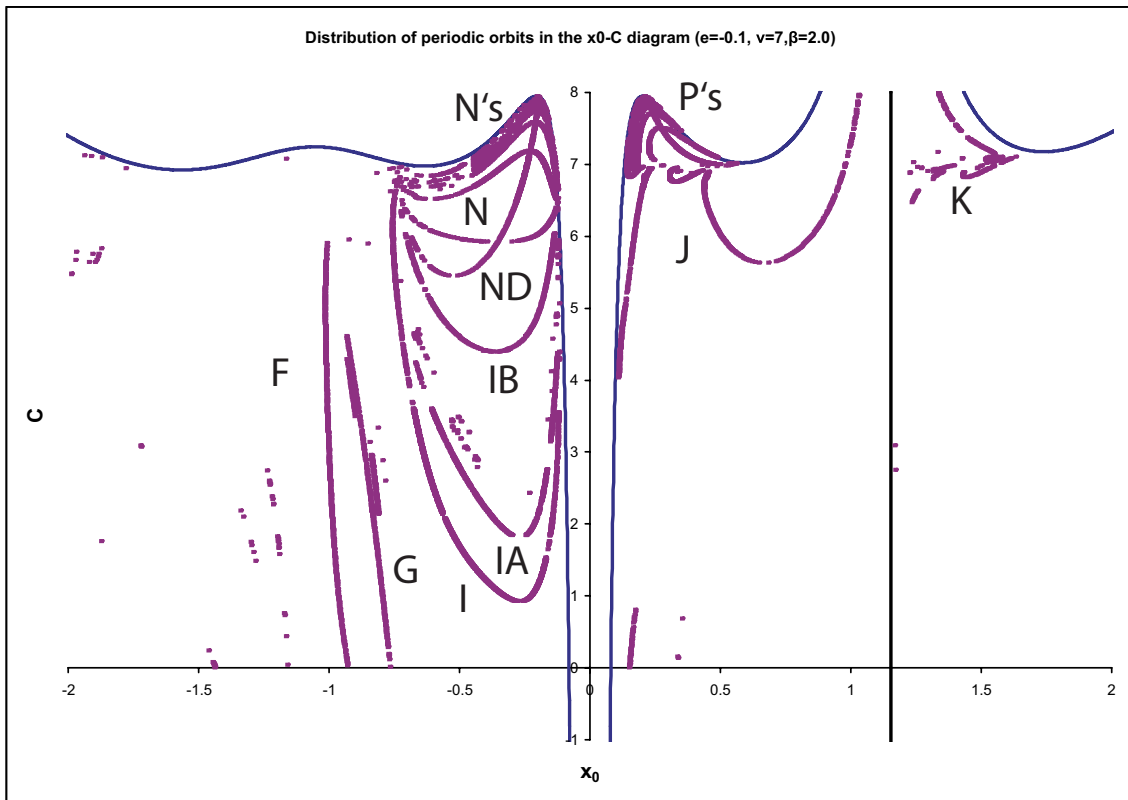 Distribution of periodic orbits in the x0-C diagram (e=-0.1, v=7,β=2.0)
8
N's
P's
7
K
N
6
J
ND
5
F
4
IB
C
3
2
IA
G
I
1
0
-2 -1.5 -1 -0.5 0 0.5 1 1.5 2
-1
x₀